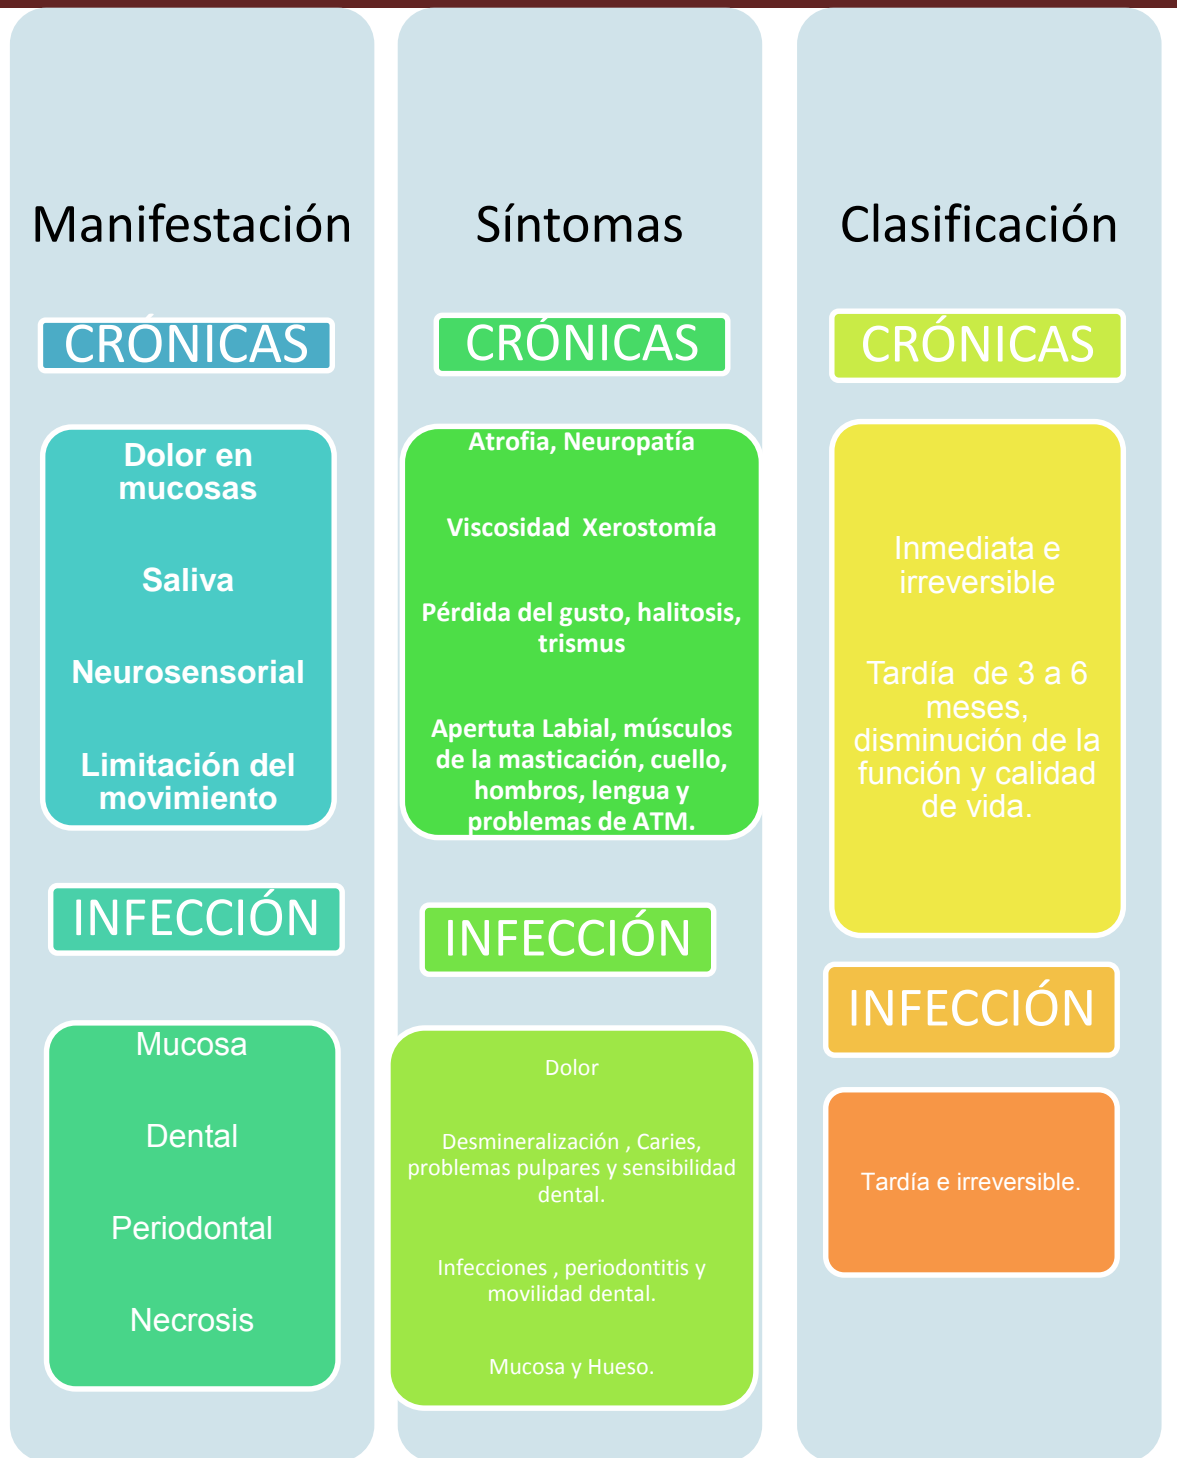 Manifestación
CRÓNICAS
Dolor en
mucosas
Saliva
Neurosensorial
Limitación del
movimiento
INFECCIÓN
Mucosa
Dental
Periodontal
Necrosis
Síntomas
CRÓNICAS
Atrofia, Neuropatía
Viscosidad  Xerostomía
Pérdida del gusto, halitosis,
trismus
Apertuta Labial, músculos
de la masticación, cuello,
hombros, lengua y
problemas de ATM.
INFECCIÓN
Dolor
Desmineralización , Caries,
problemas pulpares y sensibilidad
dental.
Infecciones , periodontitis y
movilidad dental.
Mucosa y Hueso.
Clasificación
CRÓNICAS
Inmediata e
irreversible
Tardía  de 3 a 6
meses,
disminución de la
función y calidad
de vida.
INFECCIÓN
Tardía e irreversible.